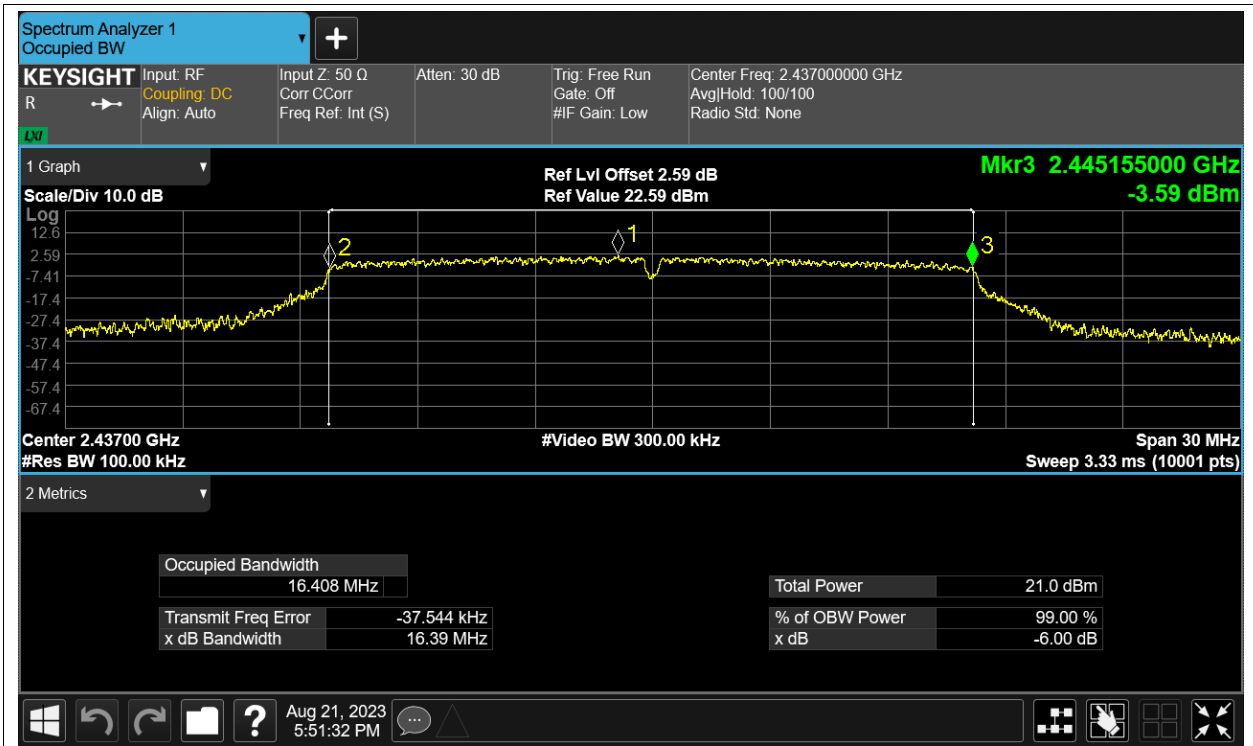 Spectrum Analyzer 1
Occupied BW
+
KEYSIGHT
R
LXI
Input: RF
Coupling: DC
Align: Auto
Input Z: 50 Ω
Corr CCorr
Freq Ref: Int (S)
Atten: 30 dB
Trig: Free Run
Gate: Off
#IF Gain: Low
Center Freq: 2.437000000 GHz
Avg|Hold: 100/100
Radio Std: None
1 Graph
Scale/Div 10.0 dB
Ref Lvl Offset 2.59 dB
Ref Value 22.59 dBm
Mkr3 2.445155000 GHz
-3.59 dBm
Log
12.6
2.59
-7.41
-17.4
-27.4
-37.4
-47.4
-57.4
-67.4
2
1
3
Center 2.43700 GHz
#Res BW 100.00 kHz
#Video BW 300.00 kHz
Span 30 MHz
Sweep 3.33 ms (10001 pts)
2 Metrics
Occupied Bandwidth
16.408 MHz
Transmit Freq Error -37.544 kHz
x dB Bandwidth 16.39 MHz
Total Power 21.0 dBm
% of OBW Power 99.00 %
x dB -6.00 dB
?
Aug 21, 2023
5:51:32 PM